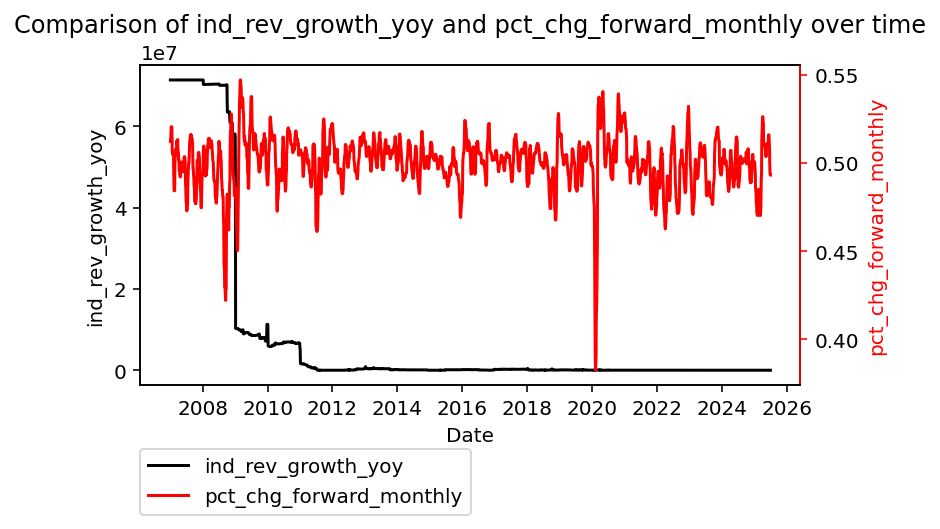 Comparison of ind_rev_growth_yoy and pct_chg_forward_monthly over time
1e7
6
4
2
0
ind_rev_growth_yoy
0.55
0.50
0.45
0.40
pct_chg_forward_monthly
2008 2010 2012 2014 2016 2018 2020 2022 2024 2026
Date
ind_rev_growth_yoy
pct_chg_forward_monthly